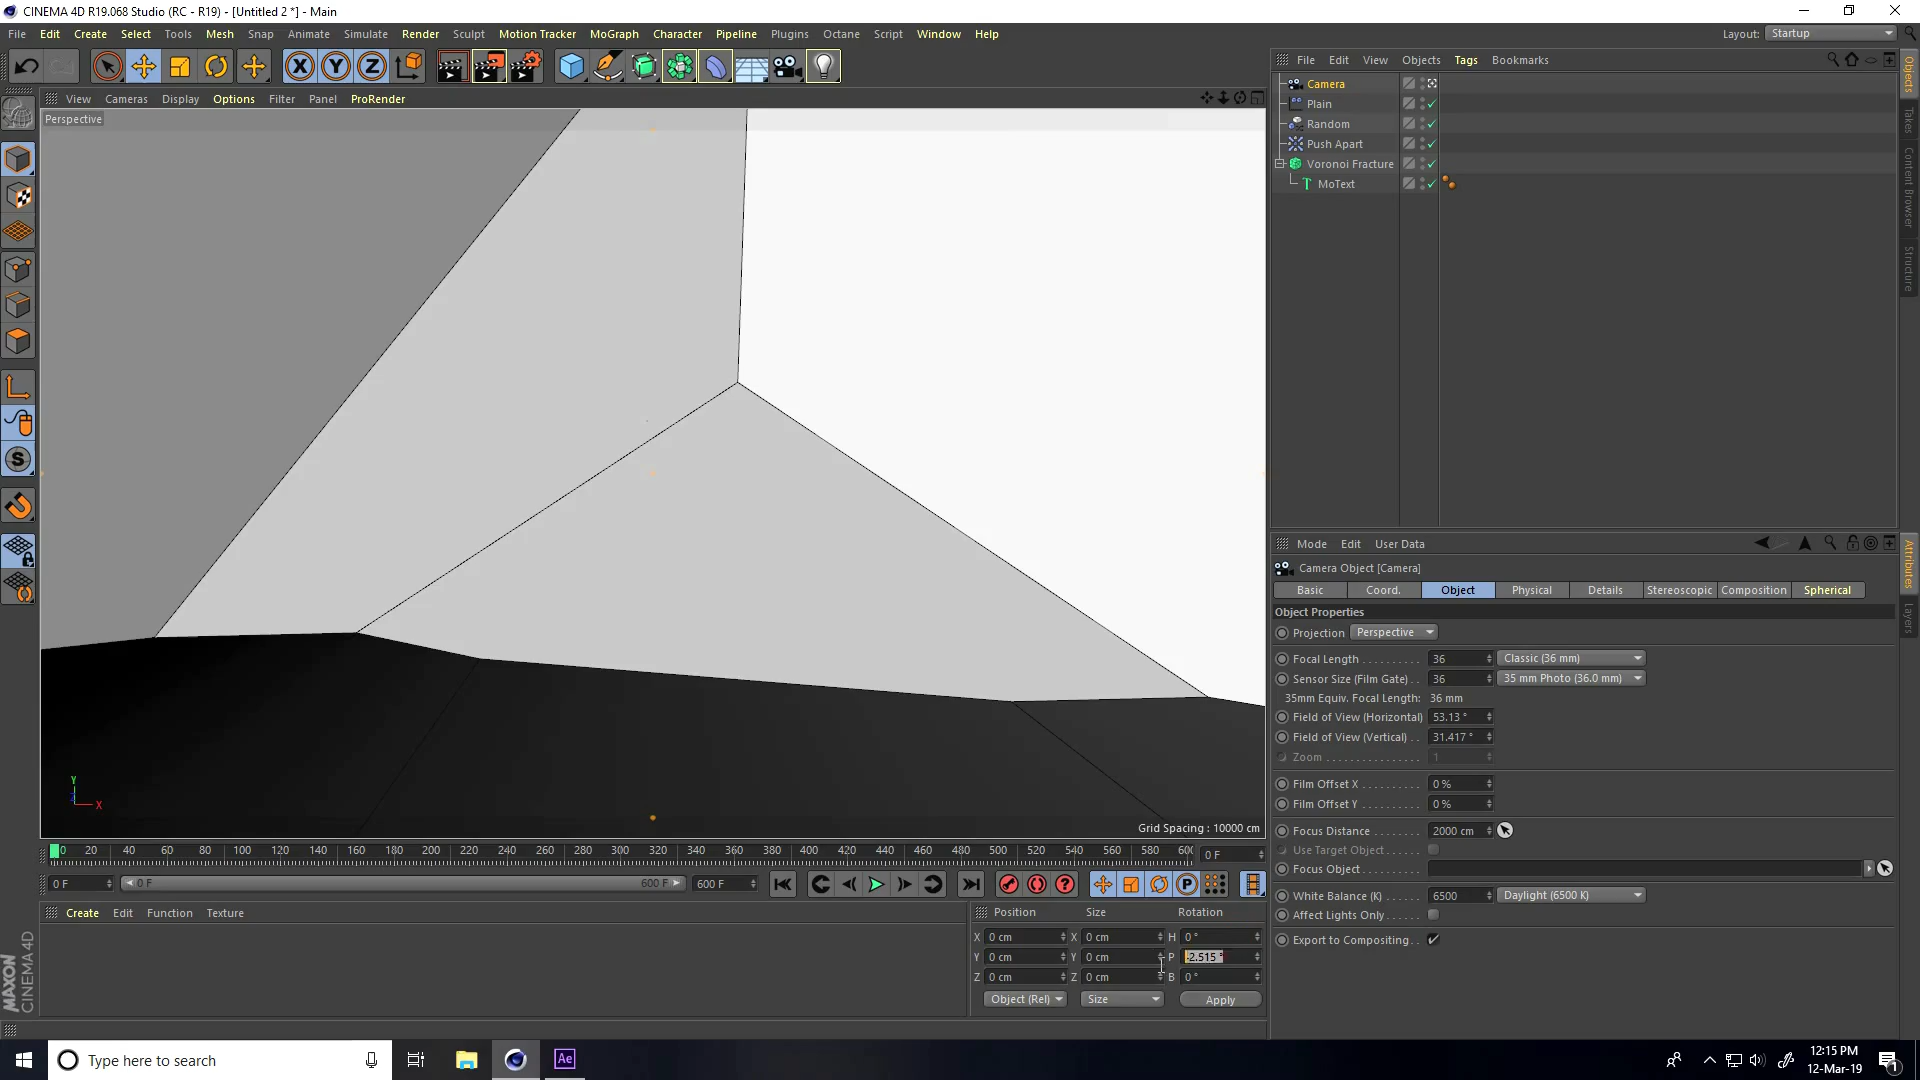 CINEMA 4D R19.068 Studio (RC - R19) - [Untitled 2 *] - Main
File Edit Create Select Tools Mesh Snap Animate Simulate Render Sculpt Motion Tracker MoGraph Character Pipeline Plugins Octane Script Window Help
Layout: Startup
View Cameras Display Options Filter Panel ProRender
Perspective
Grid Spacing : 10000 cm
Y
X
File Edit View Objects Tags Bookmarks
Camera
Plain
Random
Push Apart
Voronoi Fracture
MoText
Objects
Takes
Content Browser
Structure
Mode Edit User Data
Camera Object [Camera]
Basic Coord. Object Physical Details Stereoscopic Composition Spherical
Object Properties
Projection Perspective
Focal Length . . . . . . . . . . 36 Classic (36 mm)
Sensor Size (Film Gate) . . 36 35 mm Photo (36.0 mm)
35mm Equiv. Focal Length: 36 mm
Field of View (Horizontal) 53.13 °
Field of View (Vertical) . . 31.417 °
Zoom . . . . . . . . . . . . . . . . 1
Film Offset X . . . . . . . . . . 0 %
Film Offset Y . . . . . . . . . . 0 %
Focus Distance . . . . . . . . 2000 cm
Use Target Object . . . . . .
Focus Object . . . . . . . . . .
White Balance (K) . . . . . . 6500 Daylight (6500 K)
Affect Lights Only . . . . . .
Export to Compositing . .
Attributes
Layers
0 20 40 60 80 100 120 140 160 180 200 220 240 260 280 300 320 340 360 380 400 420 440 460 480 500 520 540 560 580 600
0 F
0 F 0 F 600 F 600 F
Create Edit Function Texture
Position Size Rotation
X 0 cm X 0 cm H 0 °
Y 0 cm Y 0 cm P -2.515 °
Z 0 cm Z 0 cm B 0 °
Object (Rel) Size Apply
MAXON
CINEMA 4D
Type here to search
Ae
12:15 PM
12-Mar-19
1